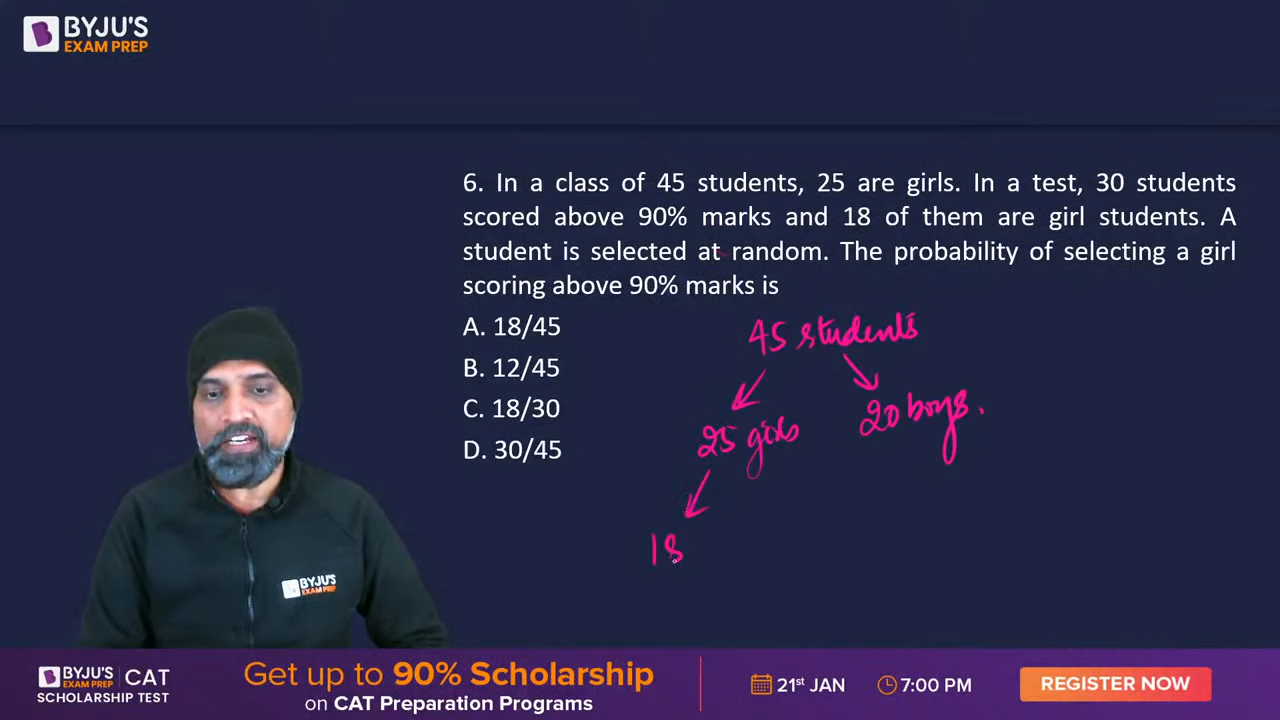 BYJU'S
EXAM PREP
6. In a class of 45 students, 25 are girls. In a test, 30 students
scored above 90% marks and 18 of them are girl students. A
student is selected at random. The probability of selecting a girl
scoring above 90% marks is
A. 18/45
B. 12/45
C. 18/30
D. 30/45
45 students
25 girls
20 boys.
18
BYJU'S
EXAM PREP
BYJU'S
EXAM PREP
CAT
SCHOLARSHIP TEST
Get up to 90% Scholarship
on CAT Preparation Programs
21st JAN
7:00 PM
REGISTER NOW